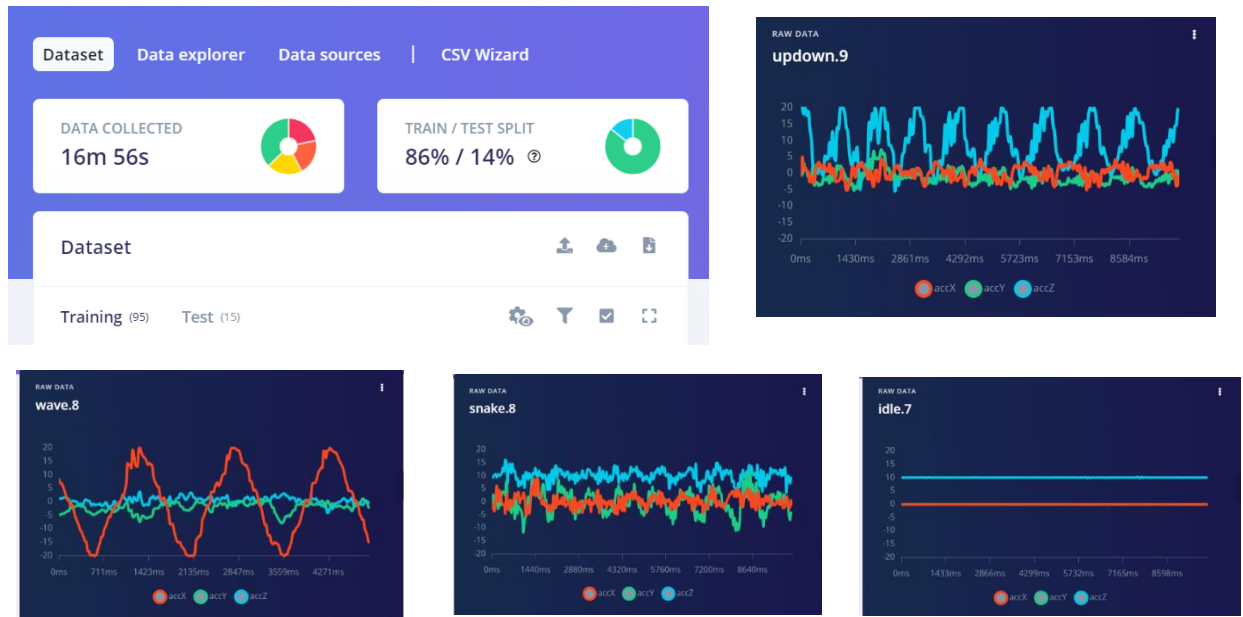 Dataset Data explorer Data sources | CSV Wizard
DATA COLLECTED
16m 56s
TRAIN / TEST SPLIT
86% / 14% ?
Dataset
Training (95) Test (15)
RAW DATA
updown.9
20
15
10
5
0
-5
-10
-15
-20
0ms 1430ms 2861ms 4292ms 5723ms 7153ms 8584ms
accX accY accZ
RAW DATA
wave.8
20
15
10
5
0
-5
-10
-15
-20
0ms 711ms 1423ms 2135ms 2847ms 3559ms 4271ms
accX accY accZ
RAW DATA
snake.8
20
15
10
5
0
-5
-10
-15
-20
0ms 1440ms 2880ms 4320ms 5760ms 7200ms 8640ms
accX accY accZ
RAW DATA
idle.7
20
15
10
5
0
-5
-10
-15
-20
0ms 1433ms 2866ms 4299ms 5732ms 7165ms 8598ms
accX accY accZ